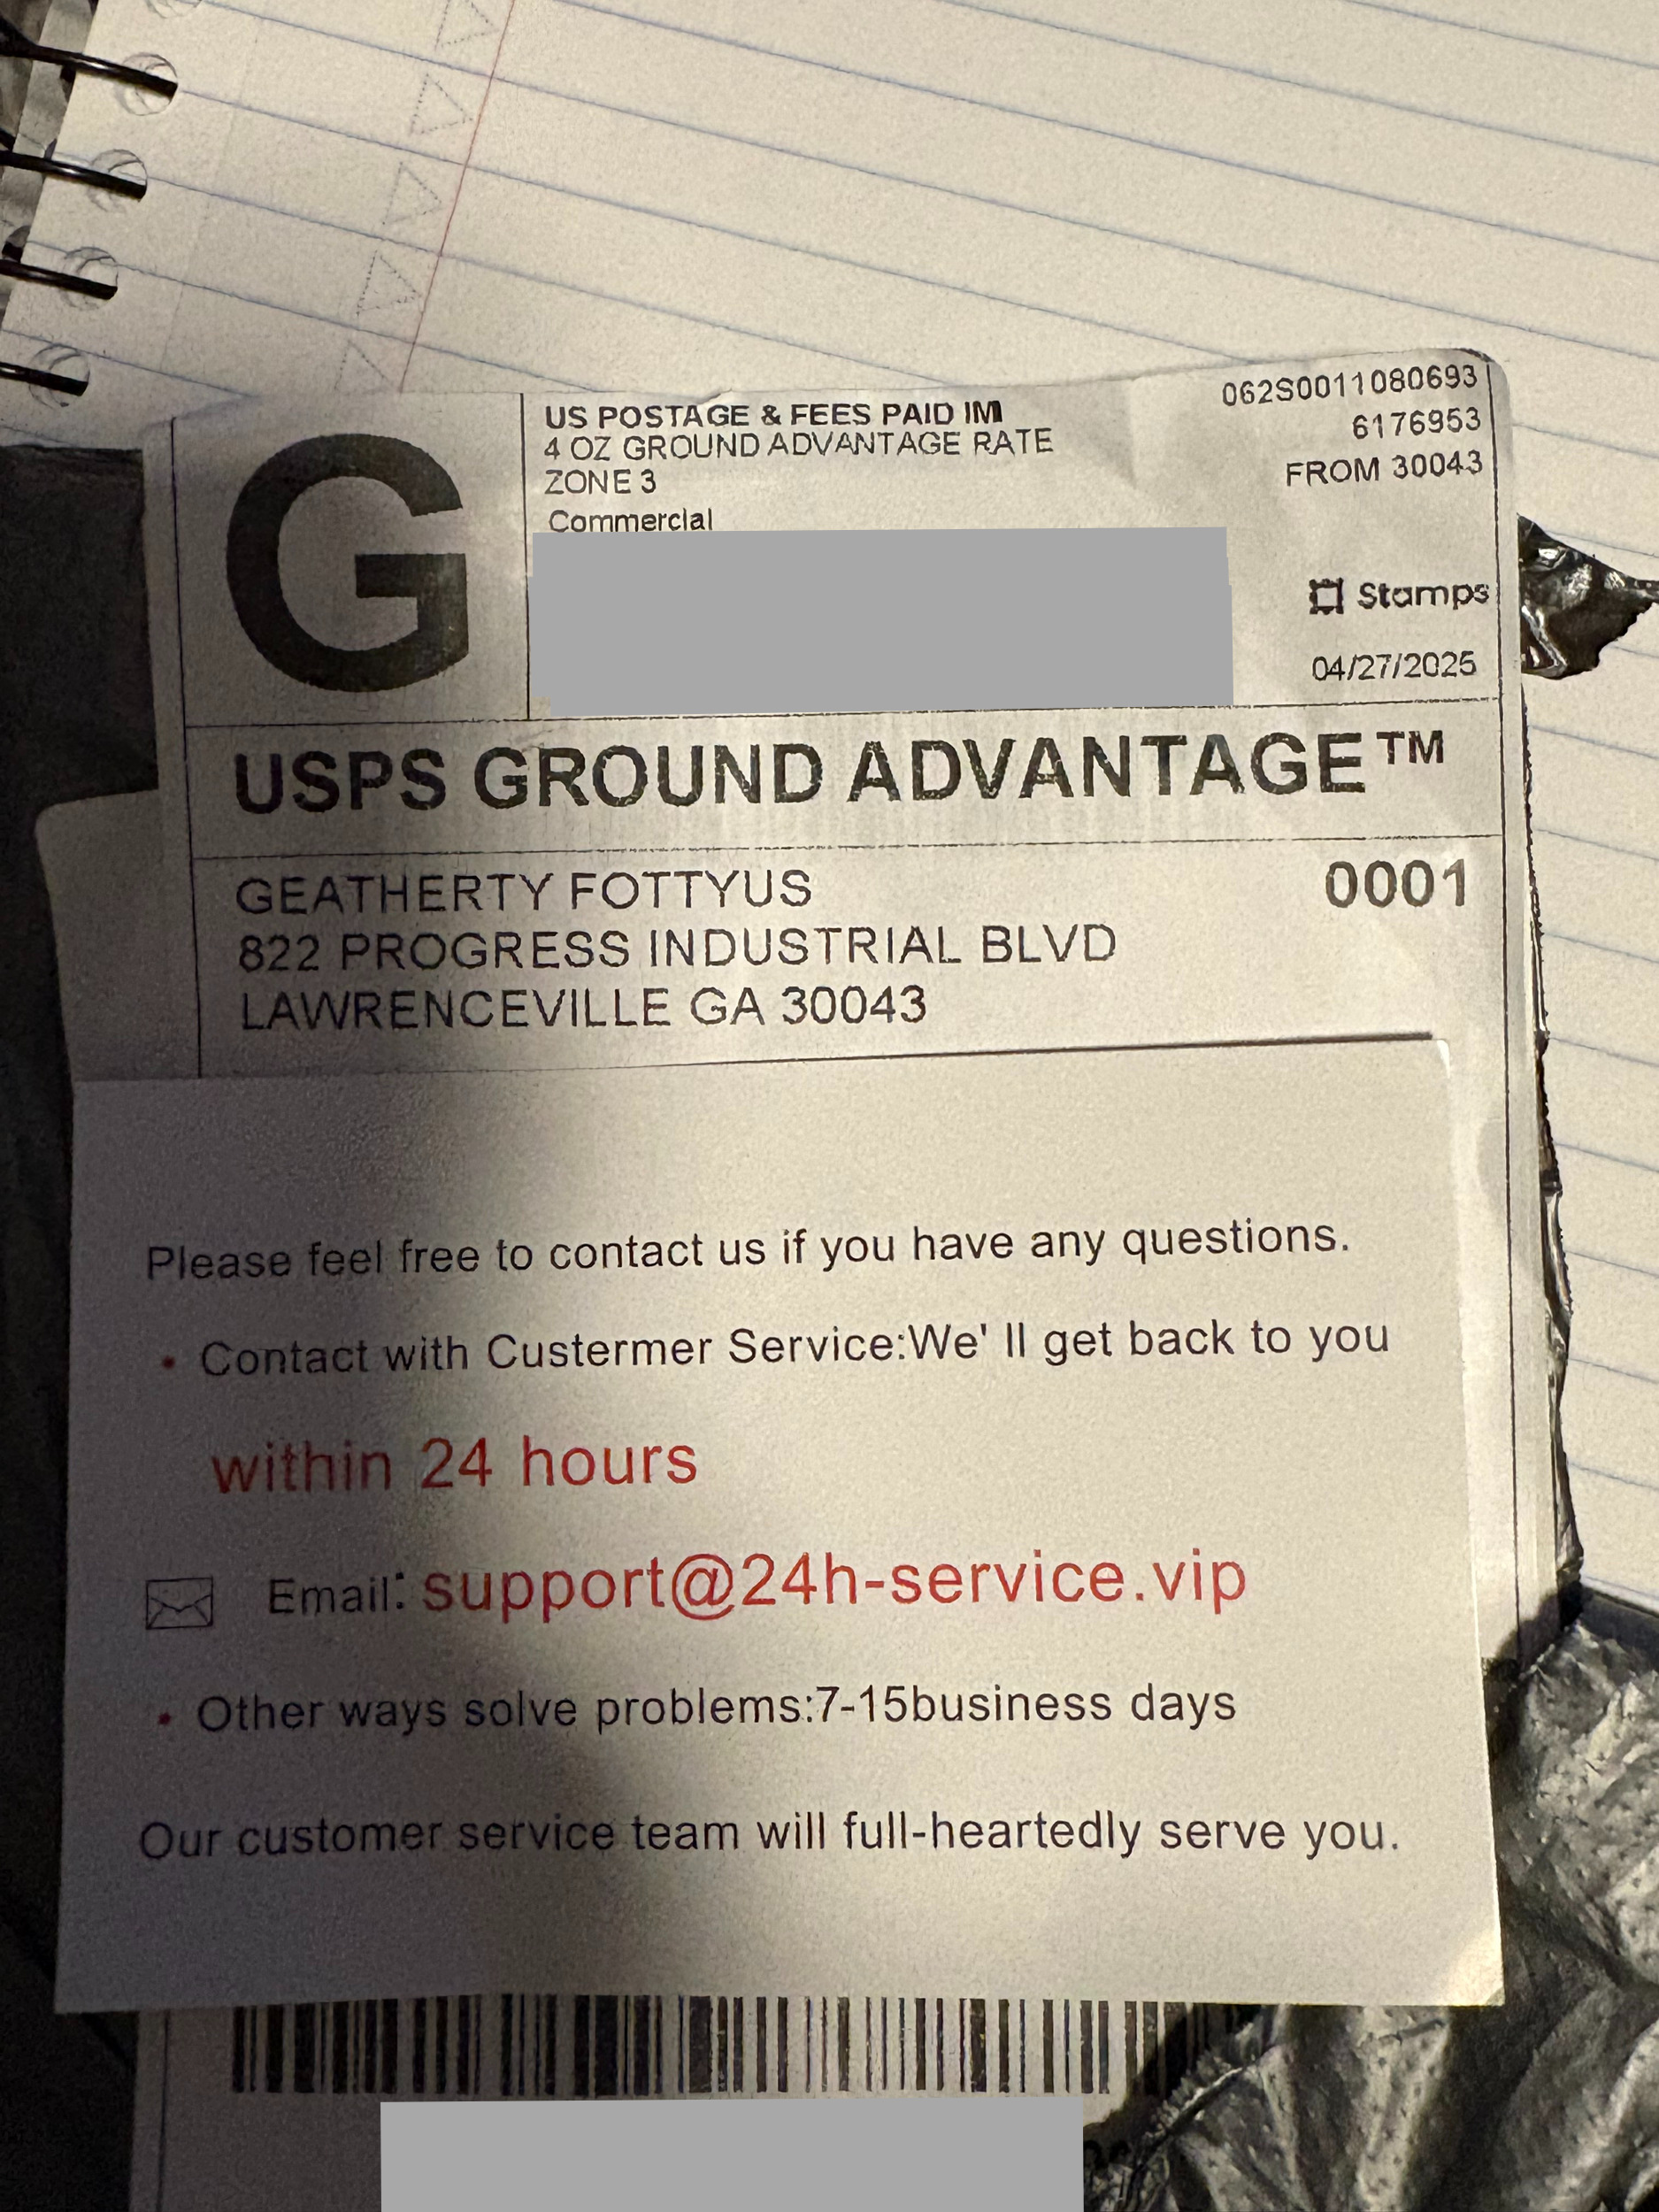 US POSTAGE & FEES PAID IMI
4 OZ GROUND ADVANTAGE RATE
ZONE 3
Commercial
062S0011080693
6176953
FROM 30043
Stamps
04/27/2025
G
USPS GROUND ADVANTAGE™
GEATHERTY FOTTYUS
0001
822 PROGRESS INDUSTRIAL BLVD
LAWRENCEVILLE GA 30043
Please feel free to contact us if you have any questions.
• Contact with Custermer Service:We' ll get back to you
within 24 hours
Email: support@24h-service.vip
• Other ways solve problems:7-15business days
Our customer service team will full-heartedly serve you.